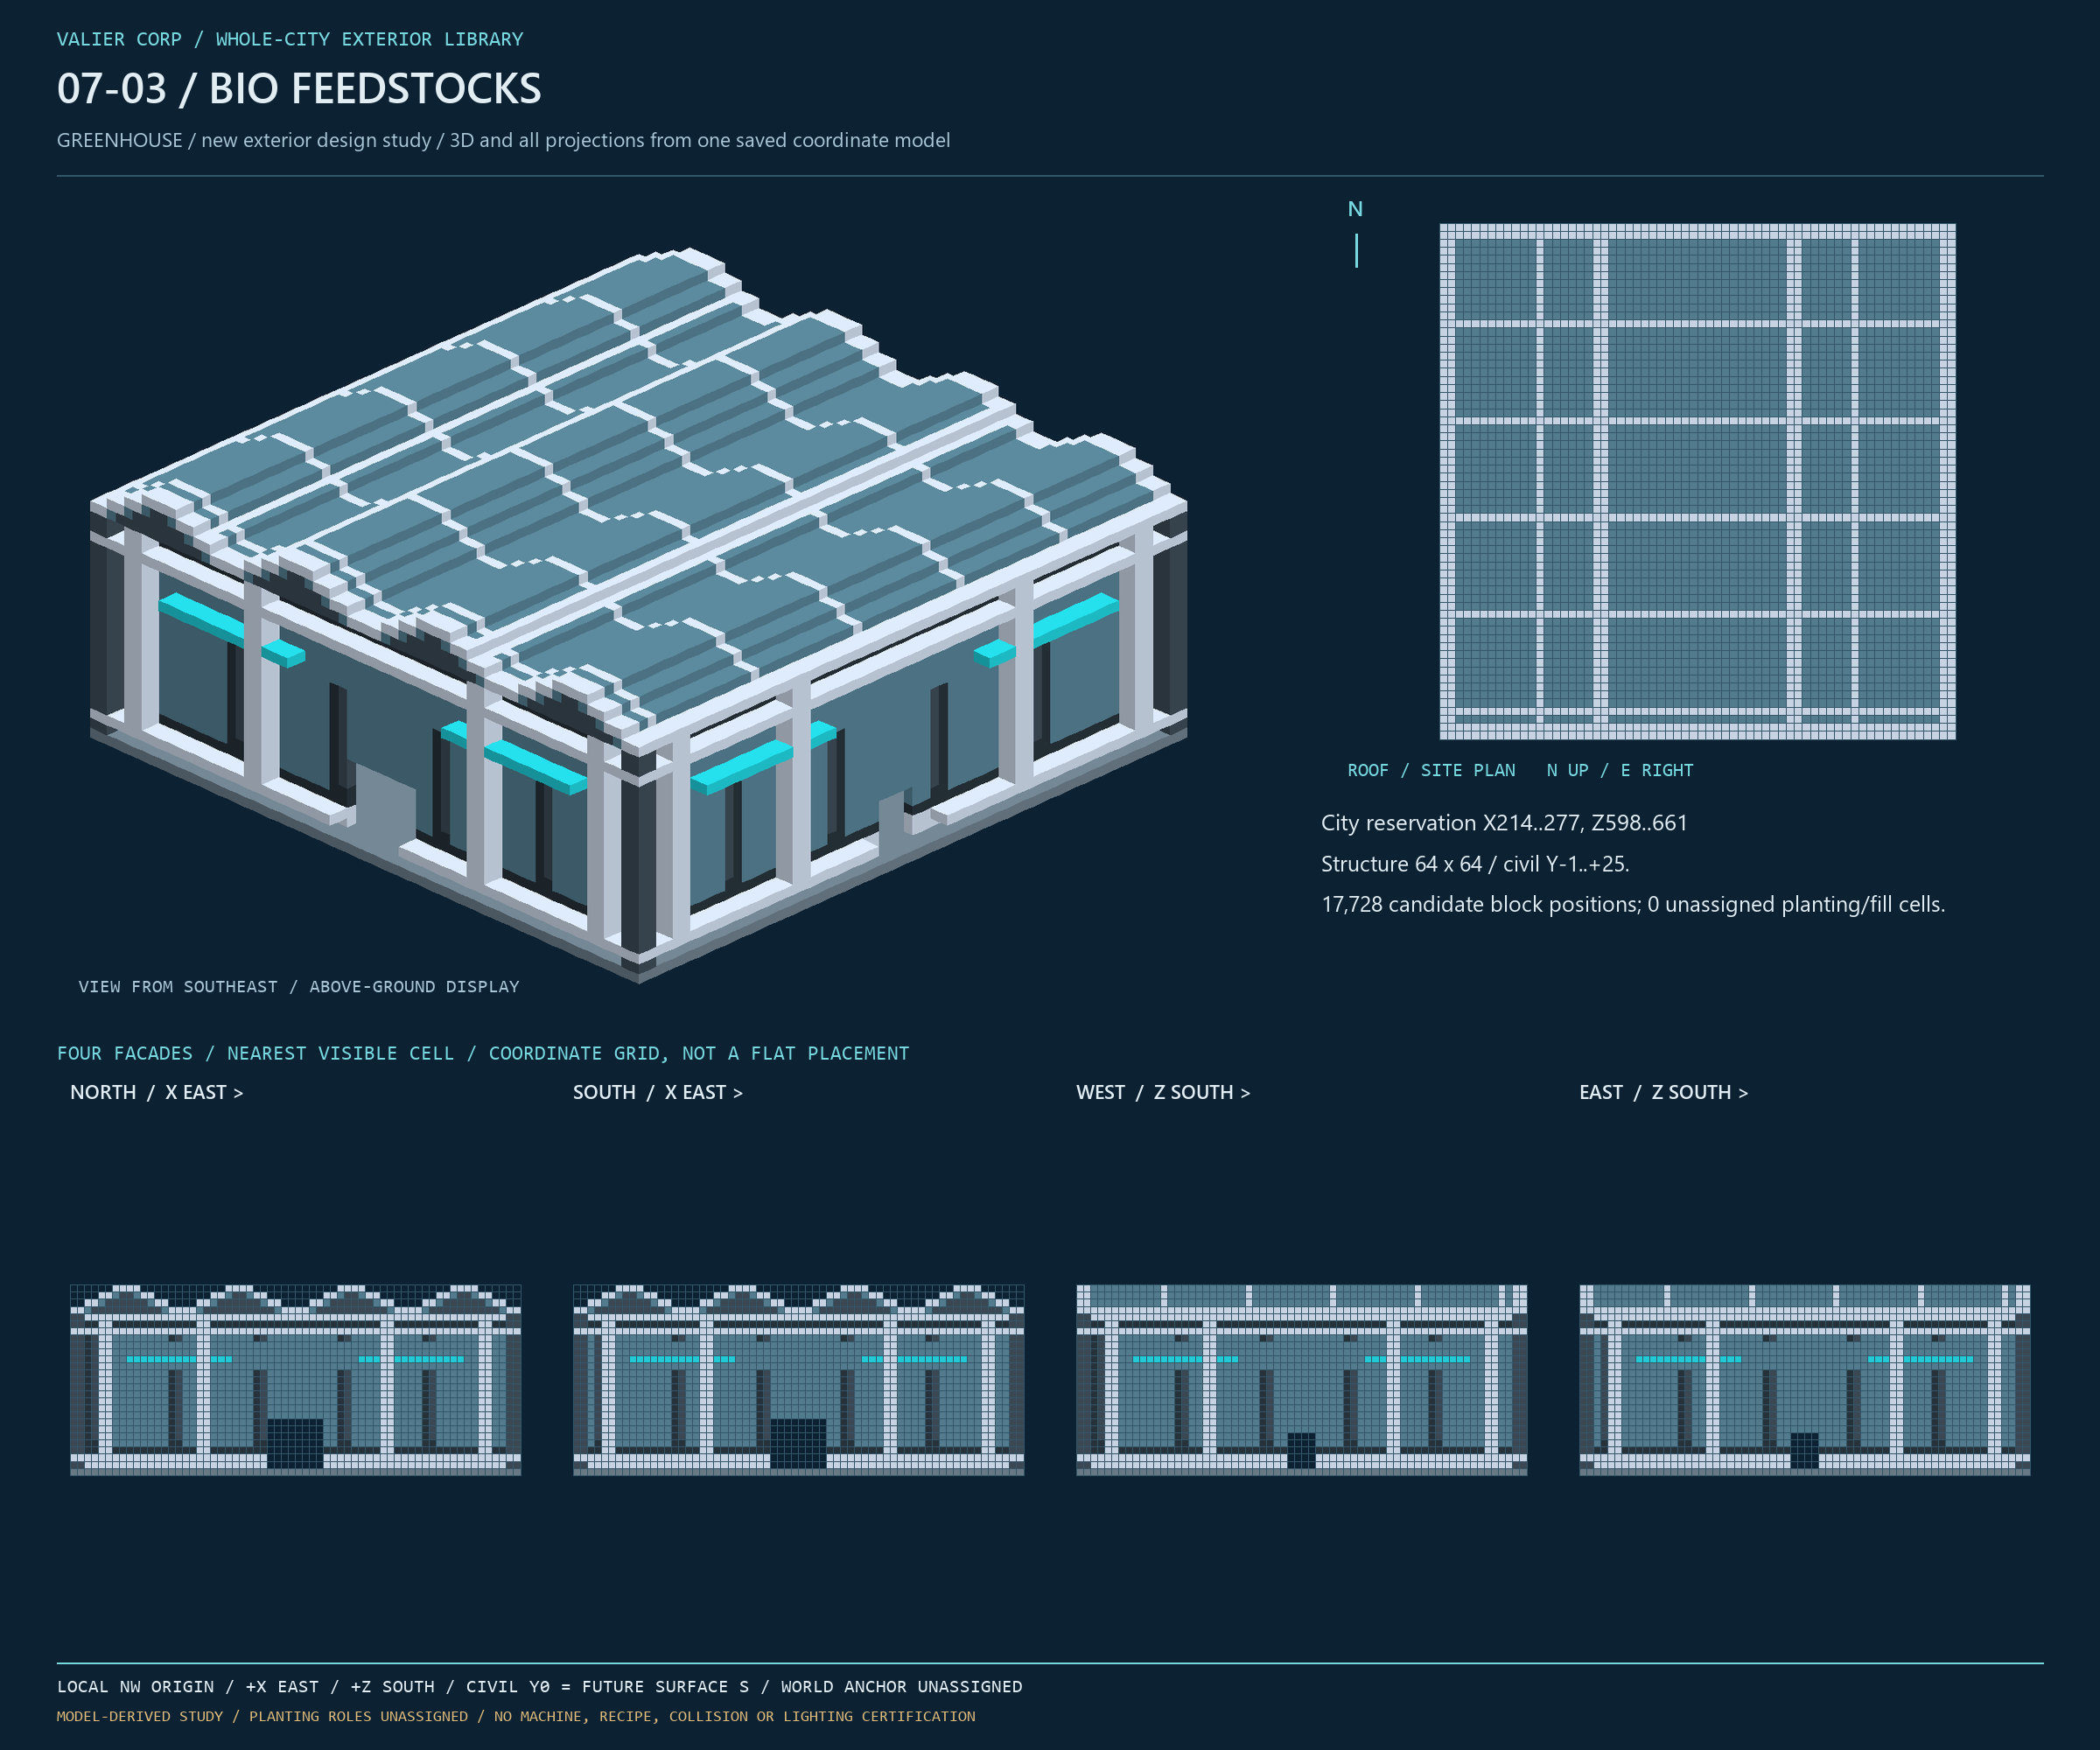 VALIER CORP / WHOLE-CITY EXTERIOR LIBRARY
07-03 / BIO FEEDSTOCKS
GREENHOUSE / new exterior design study / 3D and all projections from one saved coordinate model
N
ROOF / SITE PLAN   N UP / E RIGHT
City reservation X214..277, Z598..661
Structure 64 x 64 / civil Y-1..+25.
17,728 candidate block positions; 0 unassigned planting/fill cells.
VIEW FROM SOUTHEAST / ABOVE-GROUND DISPLAY
FOUR FACADES / NEAREST VISIBLE CELL / COORDINATE GRID, NOT A FLAT PLACEMENT
NORTH / X EAST >
SOUTH / X EAST >
WEST / Z SOUTH >
EAST / Z SOUTH >
LOCAL NW ORIGIN / +X EAST / +Z SOUTH / CIVIL Y0 = FUTURE SURFACE S / WORLD ANCHOR UNASSIGNED
MODEL-DERIVED STUDY / PLANTING ROLES UNASSIGNED / NO MACHINE, RECIPE, COLLISION OR LIGHTING CERTIFICATION